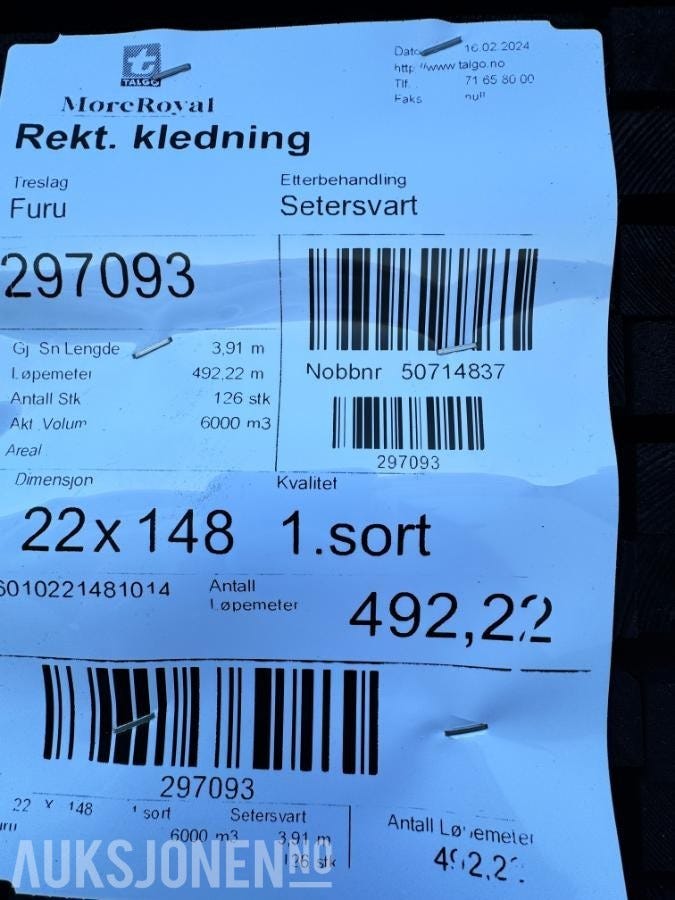 t
TALGO
MoreRoyal
Dato 16.02.2024
http //www talgo.no
Tlf. 71 65 80 00
Faks null
Rekt. kledning
Treslag
Furu
Etterbehandling
Setersvart
297093
Gj Sn Lengde 3,91 m
Løpemeter 492,22 m
Antall Stk 126 stk
Akt Volum 6000 m3
Areal
Nobbnr 50714837
297093
Dimensjon
22x148
Kvalitet
1.sort
6010221481014
Antall
Løpemeter
492,22
297093
22 X 148 1 sort Setersvart
6000 m3 3,91 m
126 stk
Antall Løpemeter
492,22
AUKSJONEN NO